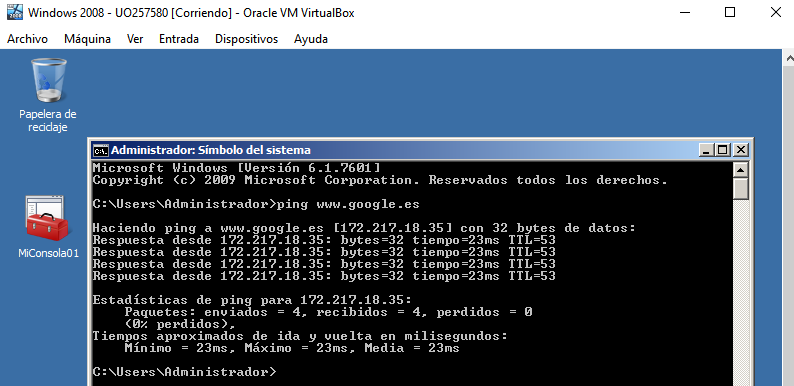 Windows 2008 - UO257580 [Corriendo] - Oracle VM VirtualBox
Archivo Máquina Ver Entrada Dispositivos Ayuda
Papelera de
reciclaje
MiConsola01
Administrador: Símbolo del sistema
Microsoft Windows [Versión 6.1.7601]
Copyright (c) 2009 Microsoft Corporation. Reservados todos los derechos.
C:\Users\Administrador>ping www.google.es
Haciendo ping a www.google.es [172.217.18.35] con 32 bytes de datos:
Respuesta desde 172.217.18.35: bytes=32 tiempo=23ms TTL=53
Respuesta desde 172.217.18.35: bytes=32 tiempo=23ms TTL=53
Respuesta desde 172.217.18.35: bytes=32 tiempo=23ms TTL=53
Respuesta desde 172.217.18.35: bytes=32 tiempo=23ms TTL=53
Estadísticas de ping para 172.217.18.35:
Paquetes: enviados = 4, recibidos = 4, perdidos = 0
(0% perdidos),
Tiempos aproximados de ida y vuelta en milisegundos:
Mínimo = 23ms, Máximo = 23ms, Media = 23ms
C:\Users\Administrador>